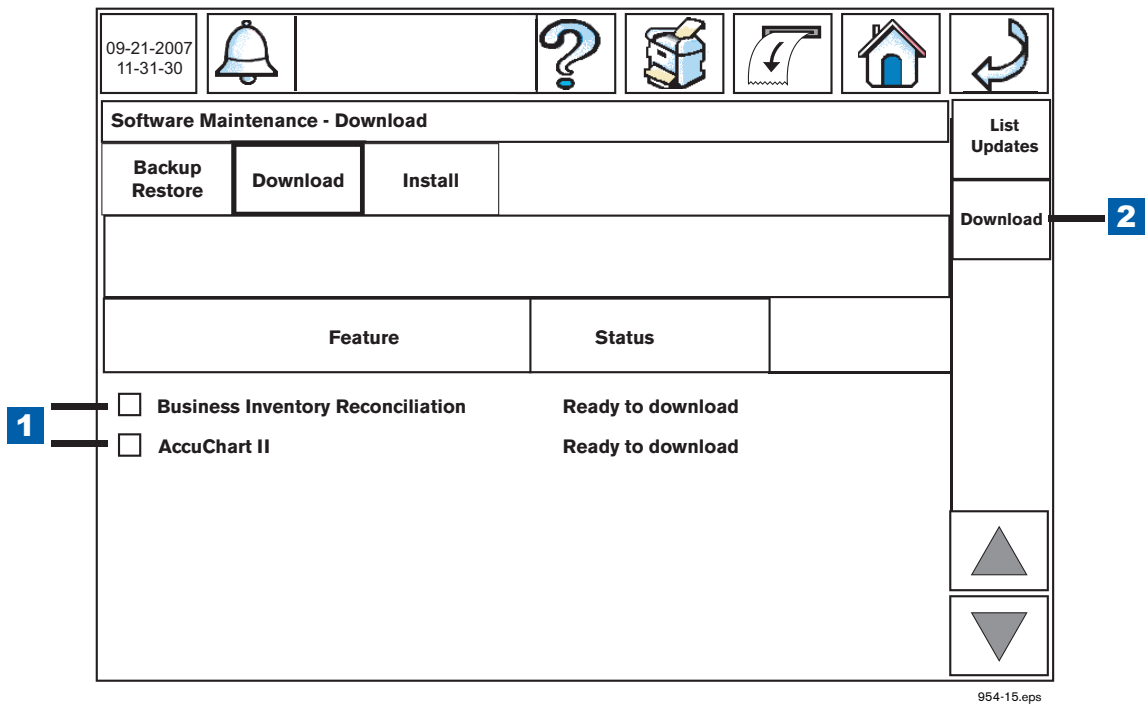 09-21-2007
11-31-30
Software Maintenance - Download
List
Updates
Backup
Restore
Download
Install
Download
2
Feature
Status
1
Business Inventory Reconciliation
Ready to download
AccuChart II
Ready to download
954-15.eps